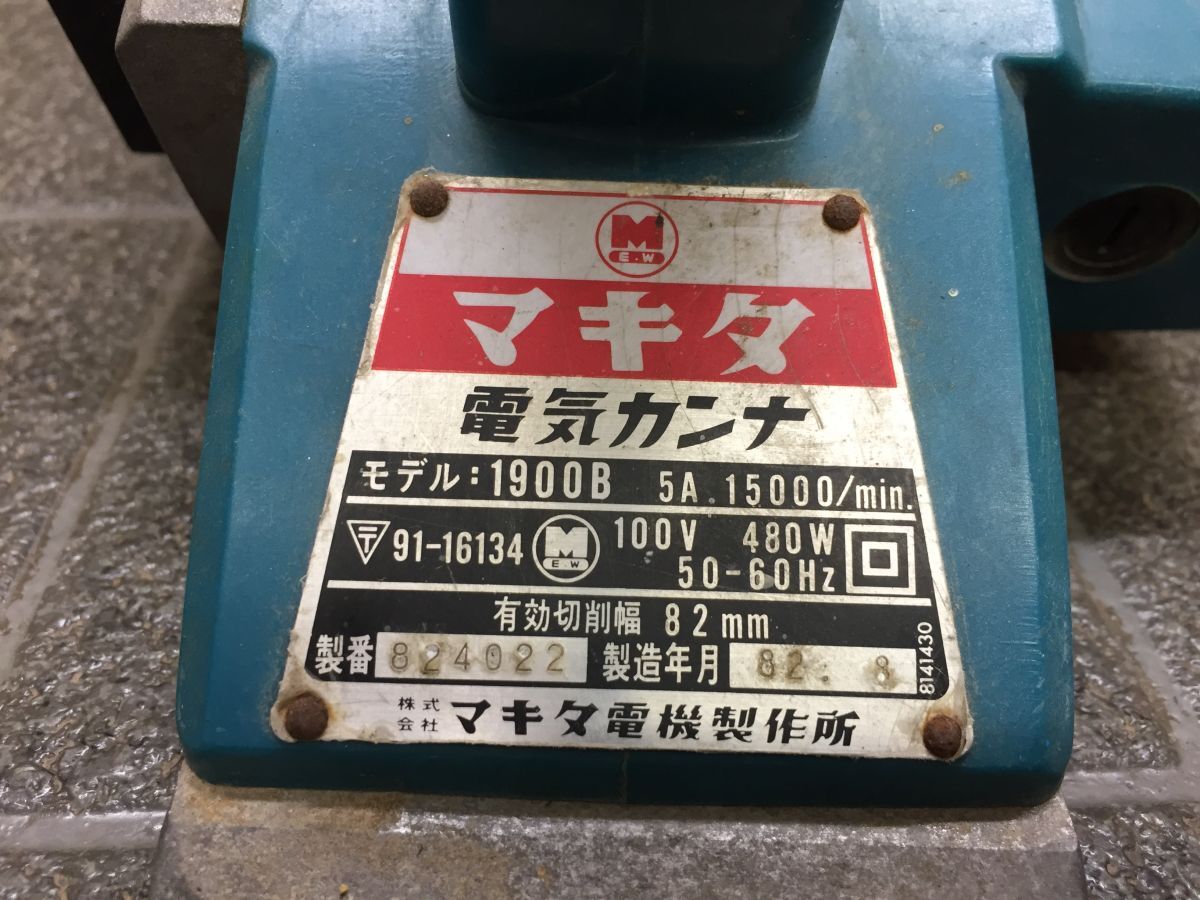 M
E.W
マキタ
電気カンナ
モデル:1900B 5A 15000/min.
〒 91-16134 M E.W 100V 480W
50-60Hz
有効切削幅 82mm
製番 824022 製造年月 82. 8
8141430
株式会社 マキタ電機製作所